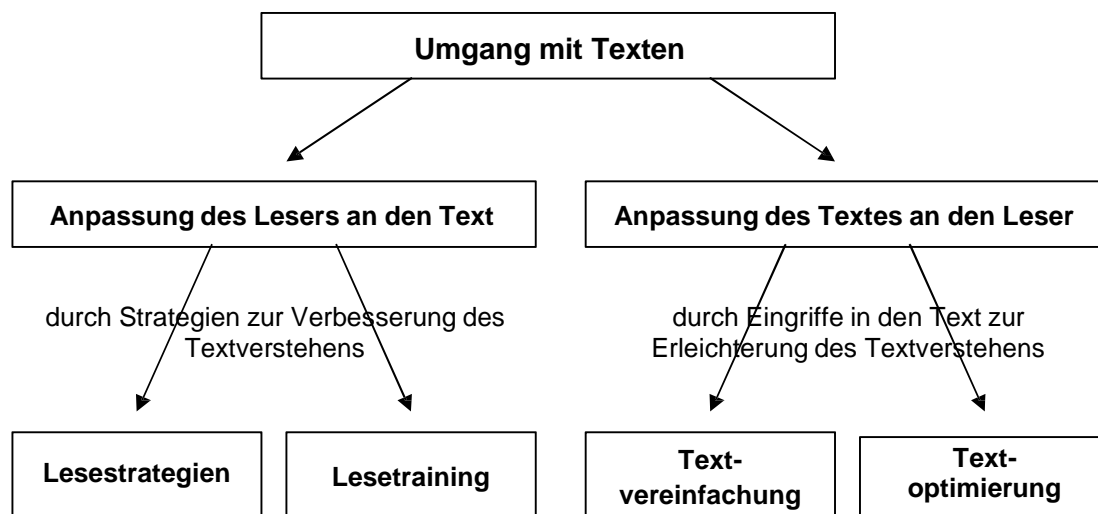 Umgang mit Texten
Anpassung des Lesers an den Text
Anpassung des Textes an den Leser
durch Strategien zur Verbesserung des
Textverstehens
durch Eingriffe in den Text zur
Erleichterung des Textverstehens
Lesestrategien
Lesetraining
Text-
vereinfachung
Text-
optimierung